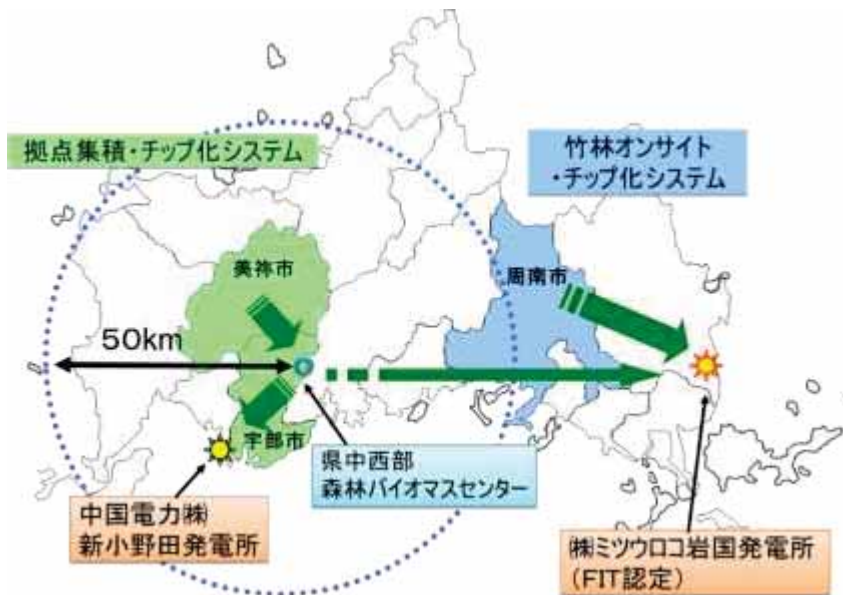 拠点集積・チップ化システム
竹林オンサイト
・チップ化システム
美祢市
周南市
50km
宇部市
県中西部
森林バイオマスセンター
中国電力㈱
新小野田発電所
㈱ミツウロコ岩国発電所
(FIT認定)